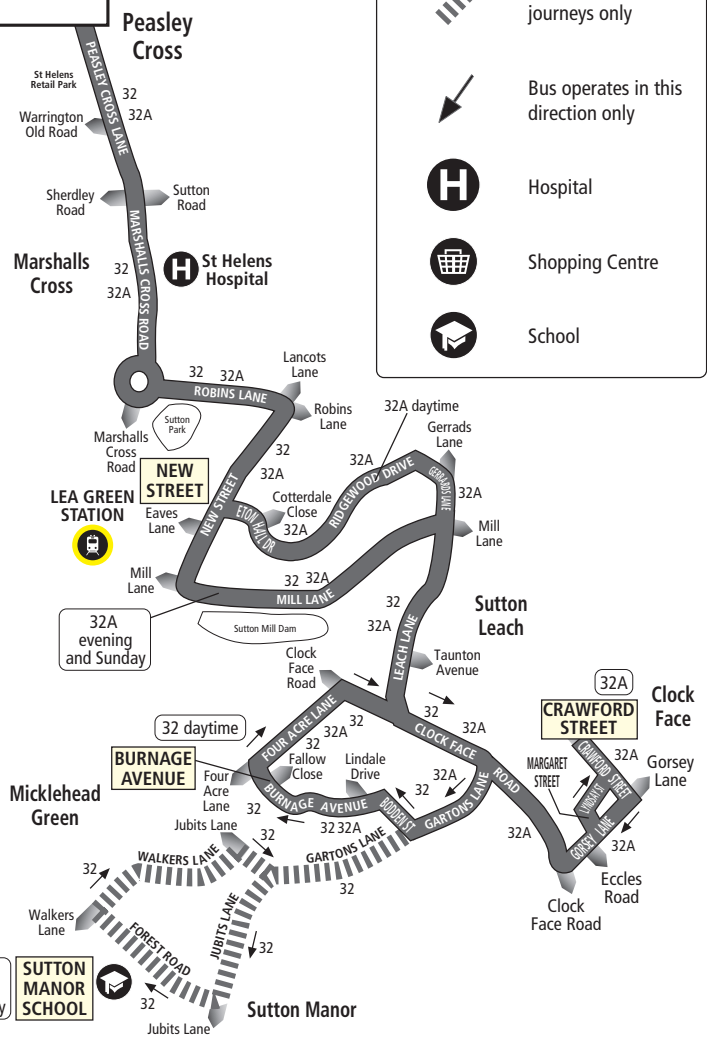 Peasley
Cross
journeys only
PEASLEY CROSS LANE
St Helens
Retail Park
32
32A
Warrington
Old Road
Bus operates in this
direction only
Sherdley
Road
Sutton
Road
H
Hospital
MARSHALLS CROSS ROAD
Marshalls
Cross
32
32A
H
St Helens
Hospital
Shopping Centre
School
32
32A
ROBINS LANE
Lancots
Lane
Robins
Lane
Marshalls
Cross
Road
Sutton
Park
32A daytime
Gerrads
Lane
32
32A
NEW
STREET
NEW STREET
LEA GREEN
STATION
Eaves
Lane
Cotterdale
Close
ETON HALL DR
32A
32A
RIDGEWOOD DRIVE
GERRARDS LANE
32A
Mill
Lane
Mill
Lane
32
32A
MILL LANE
32A
evening
and Sunday
Sutton Mill Dam
32
32A
LEACH LANE
Sutton
Leach
Taunton
Avenue
Clock
Face
Road
32
32A
CLOCK FACE
ROAD
32A
CRAWFORD
STREET
Clock
Face
32 daytime
FOUR ACRE LANE
32
32A
32
BURNAGE
AVENUE
Four
Acre
Lane
Fallow
Close
Lindale
Drive
BURNAGE AVENUE
BODDEN ST
32
32A
GARTONS LANE
32
32 32A
MARGARET
STREET
CRAWFORD STREET
32A
Gorsey
Lane
LYNDSAY ST
GORSEY LANE
32A
32A
Eccles
Road
Clock
Face Road
Micklehead
Green
Jubits Lane
32
WALKERS LANE
32
GARTONS LANE
32
Walkers
Lane
FOREST ROAD
32
JUBITS LANE
32
SUTTON
MANOR
SCHOOL
Jubits Lane
Sutton Manor